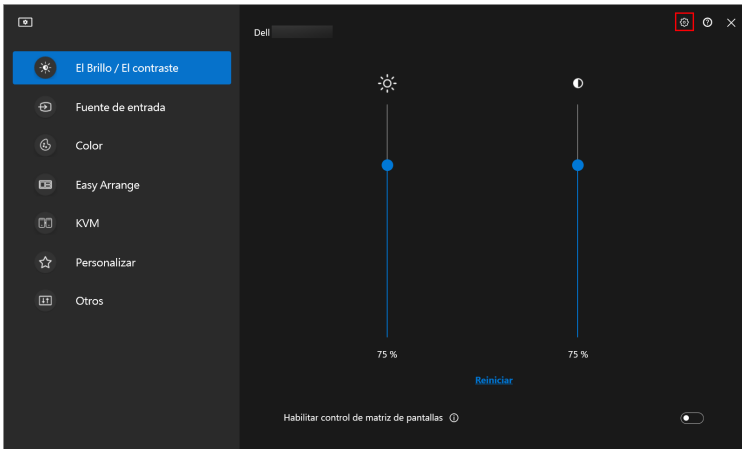 Dell
El Brillo / El contraste
Fuente de entrada
Color
Easy Arrange
KVM
Personalizar
Otros
75 %
75 %
Reiniciar
Habilitar control de matriz de pantallas